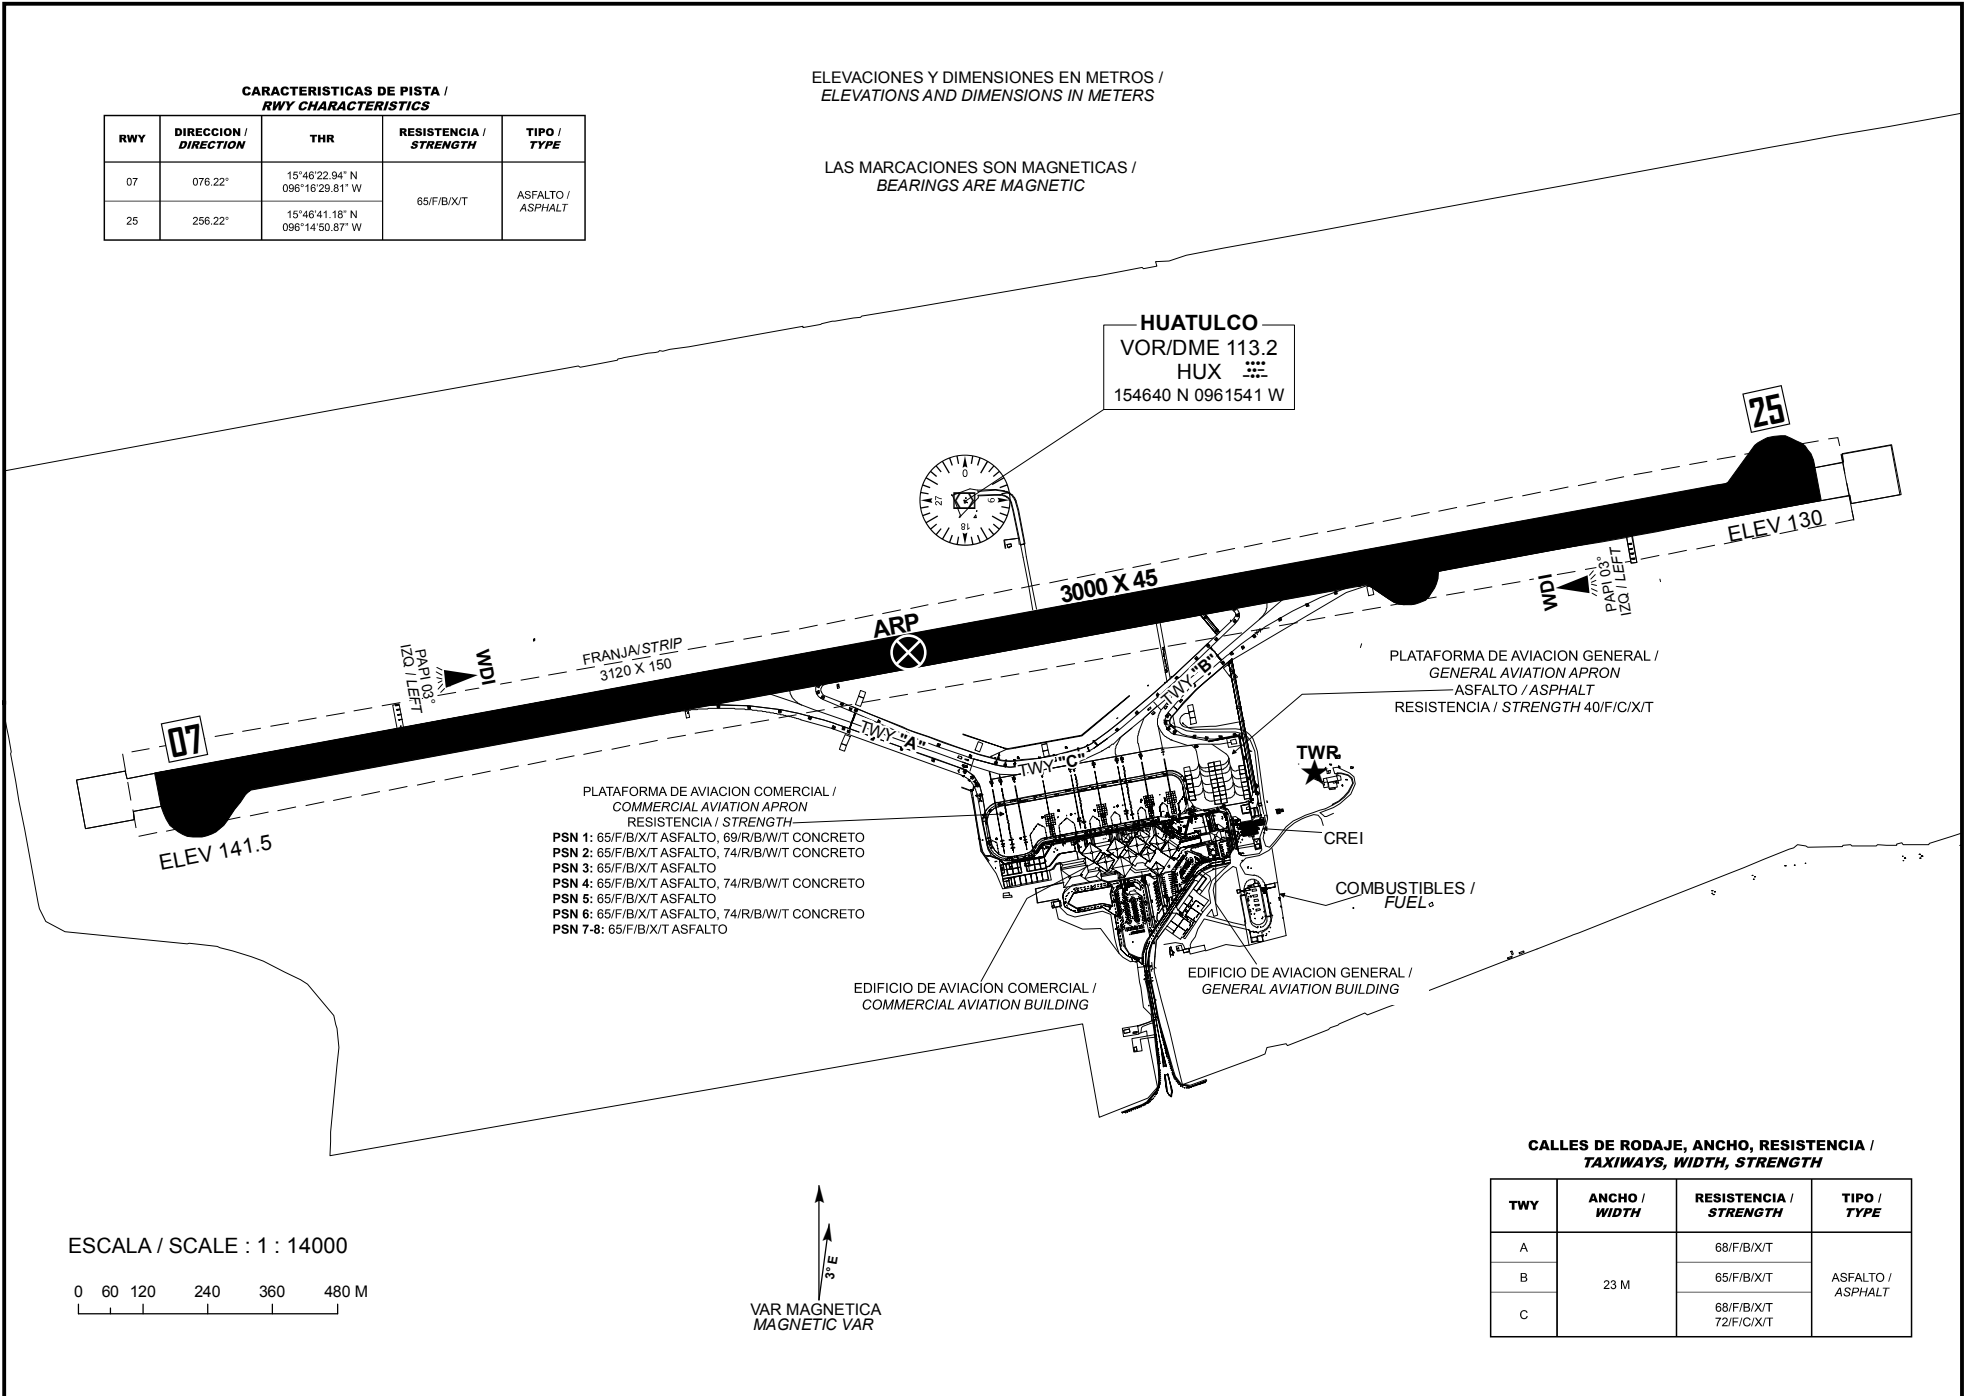 ELEVACIONES Y DIMENSIONES EN METROS /
ELEVATIONS AND DIMENSIONS IN METERS
LAS MARCACIONES SON MAGNETICAS /
BEARINGS ARE MAGNETIC
CARACTERISTICAS DE PISTA /
RWY CHARACTERISTICS
RWY DIRECCION / DIRECTION THR RESISTENCIA / STRENGTH TIPO / TYPE
07 076.22° 15°46'22.94" N 096°16'29.81" W
65/F/B/X/T ASFALTO / ASPHALT
25 256.22° 15°46'41.18" N 096°14'50.87" W
HUATULCO
VOR/DME 113.2
HUX
154640 N 0961541 W
0
6
18
27
25
ELEV 130
3000 X 45
ARP
FRANJA/STRIP
3120 X 150
WDI
PAPI 03°
IZQ / LEFT
WDI
PAPI 03°
IZQ / LEFT
07
ELEV 141.5
TWY "A"
TWY "B"
TWY "C"
PLATAFORMA DE AVIACION GENERAL /
GENERAL AVIATION APRON
ASFALTO / ASPHALT
RESISTENCIA / STRENGTH 40/F/C/X/T
TWR
CREI
COMBUSTIBLES /
FUEL
PLATAFORMA DE AVIACION COMERCIAL /
COMMERCIAL AVIATION APRON
RESISTENCIA / STRENGTH
PSN 1: 65/F/B/X/T ASFALTO, 69/R/B/W/T CONCRETO
PSN 2: 65/F/B/X/T ASFALTO, 74/R/B/W/T CONCRETO
PSN 3: 65/F/B/X/T ASFALTO
PSN 4: 65/F/B/X/T ASFALTO, 74/R/B/W/T CONCRETO
PSN 5: 65/F/B/X/T ASFALTO
PSN 6: 65/F/B/X/T ASFALTO, 74/R/B/W/T CONCRETO
PSN 7-8: 65/F/B/X/T ASFALTO
EDIFICIO DE AVIACION COMERCIAL /
COMMERCIAL AVIATION BUILDING
EDIFICIO DE AVIACION GENERAL /
GENERAL AVIATION BUILDING
ESCALA / SCALE : 1 : 14000
0 60 120 240 360 480 M
3° E
VAR MAGNETICA
MAGNETIC VAR
CALLES DE RODAJE, ANCHO, RESISTENCIA /
TAXIWAYS, WIDTH, STRENGTH
TWY ANCHO / WIDTH RESISTENCIA / STRENGTH TIPO / TYPE
A 68/F/B/X/T
B 23 M 65/F/B/X/T ASFALTO / ASPHALT
C 68/F/B/X/T
72/F/C/X/T